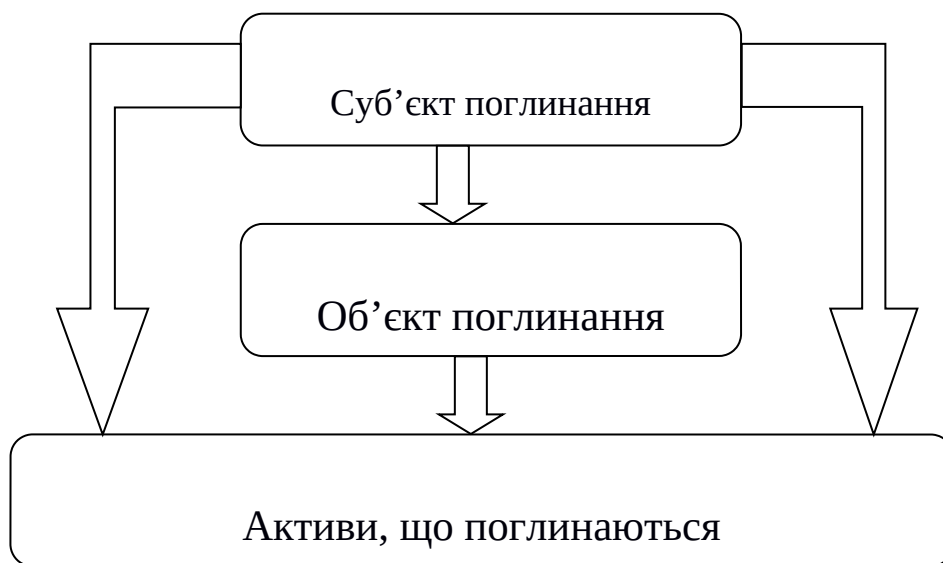 Суб’єкт поглинання
Об’єкт поглинання
Активи, що поглинаються